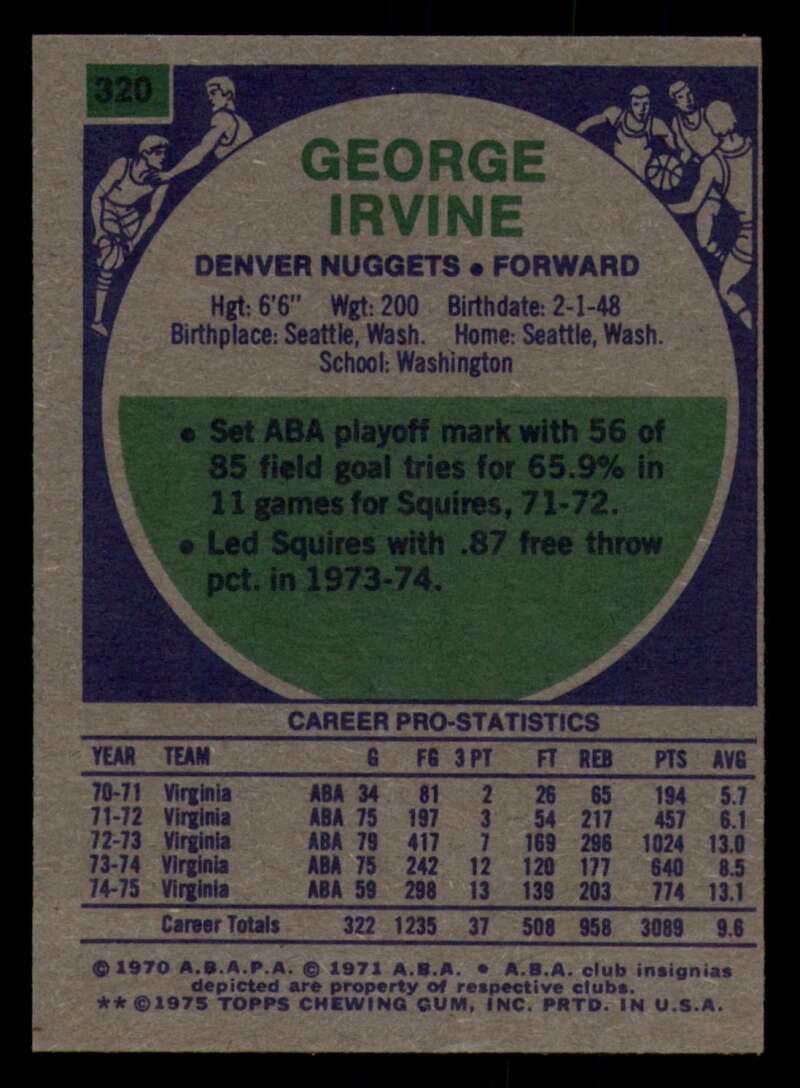 320
GEORGE
IRVINE
DENVER NUGGETS • FORWARD
Hgt: 6'6" Wgt: 200 Birthdate: 2-1-48
Birthplace: Seattle, Wash. Home: Seattle, Wash.
School: Washington
• Set ABA playoff mark with 56 of
85 field goal tries for 65.9% in
11 games for Squires, 71-72.
• Led Squires with .87 free throw
pct. in 1973-74.
CAREER PRO-STATISTICS
YEAR TEAM G FG 3 PT FT REB PTS AVG
70-71 Virginia ABA 34 81 2 26 65 194 5.7
71-72 Virginia ABA 75 197 3 54 217 457 6.1
72-73 Virginia ABA 79 417 7 169 296 1024 13.0
73-74 Virginia ABA 75 242 12 120 177 640 8.5
74-75 Virginia ABA 59 298 13 139 203 774 13.1
Career Totals 322 1235 37 508 958 3089 9.6
© 1970 A.B.A.P.A. © 1971 A.B.A. • A.B.A. club insignias
depicted are property of respective clubs.
** ©1975 TOPPS CHEWING GUM, INC. PRTD. IN U.S.A.